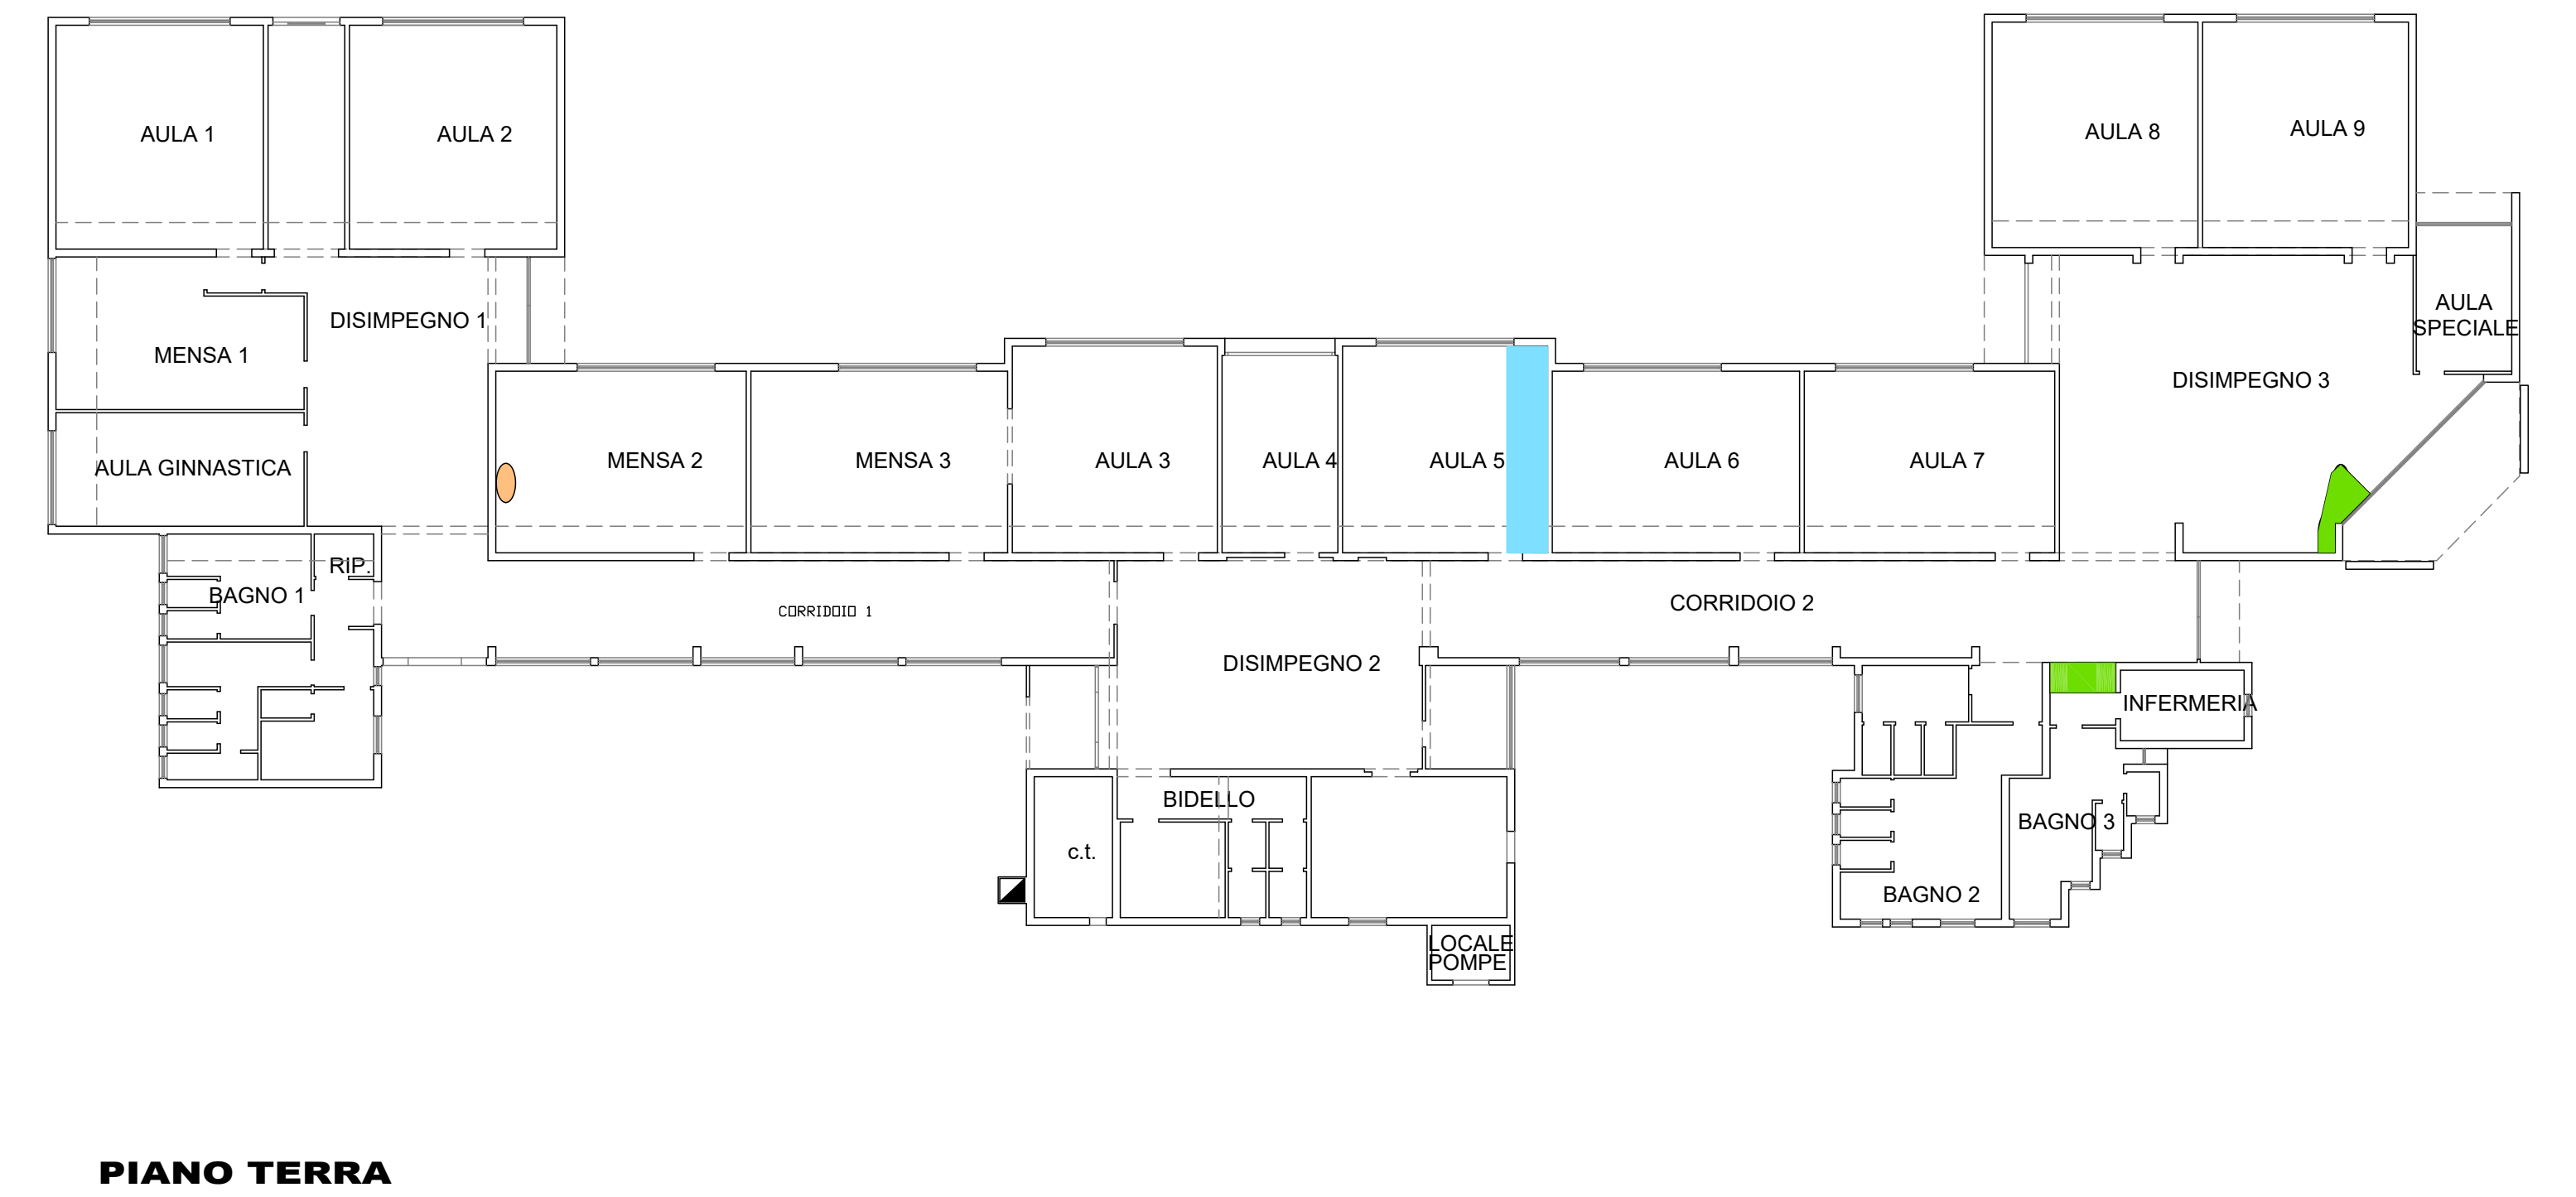 AULA 1
AULA 2
AULA 8
AULA 9
AULA
SPECIALE
DISIMPEGNO 1
MENSA 1
DISIMPEGNO 3
AULA GINNASTICA
MENSA 2
MENSA 3
AULA 3
AULA 4
AULA 5
AULA 6
AULA 7
RIP.
BAGNO 1
CORRIDOIO 1
CORRIDOIO 2
DISIMPEGNO 2
INFERMERIA
BIDELLO
c.t.
BAGNO 3
BAGNO 2
LOCALE
POMPE
PIANO TERRA